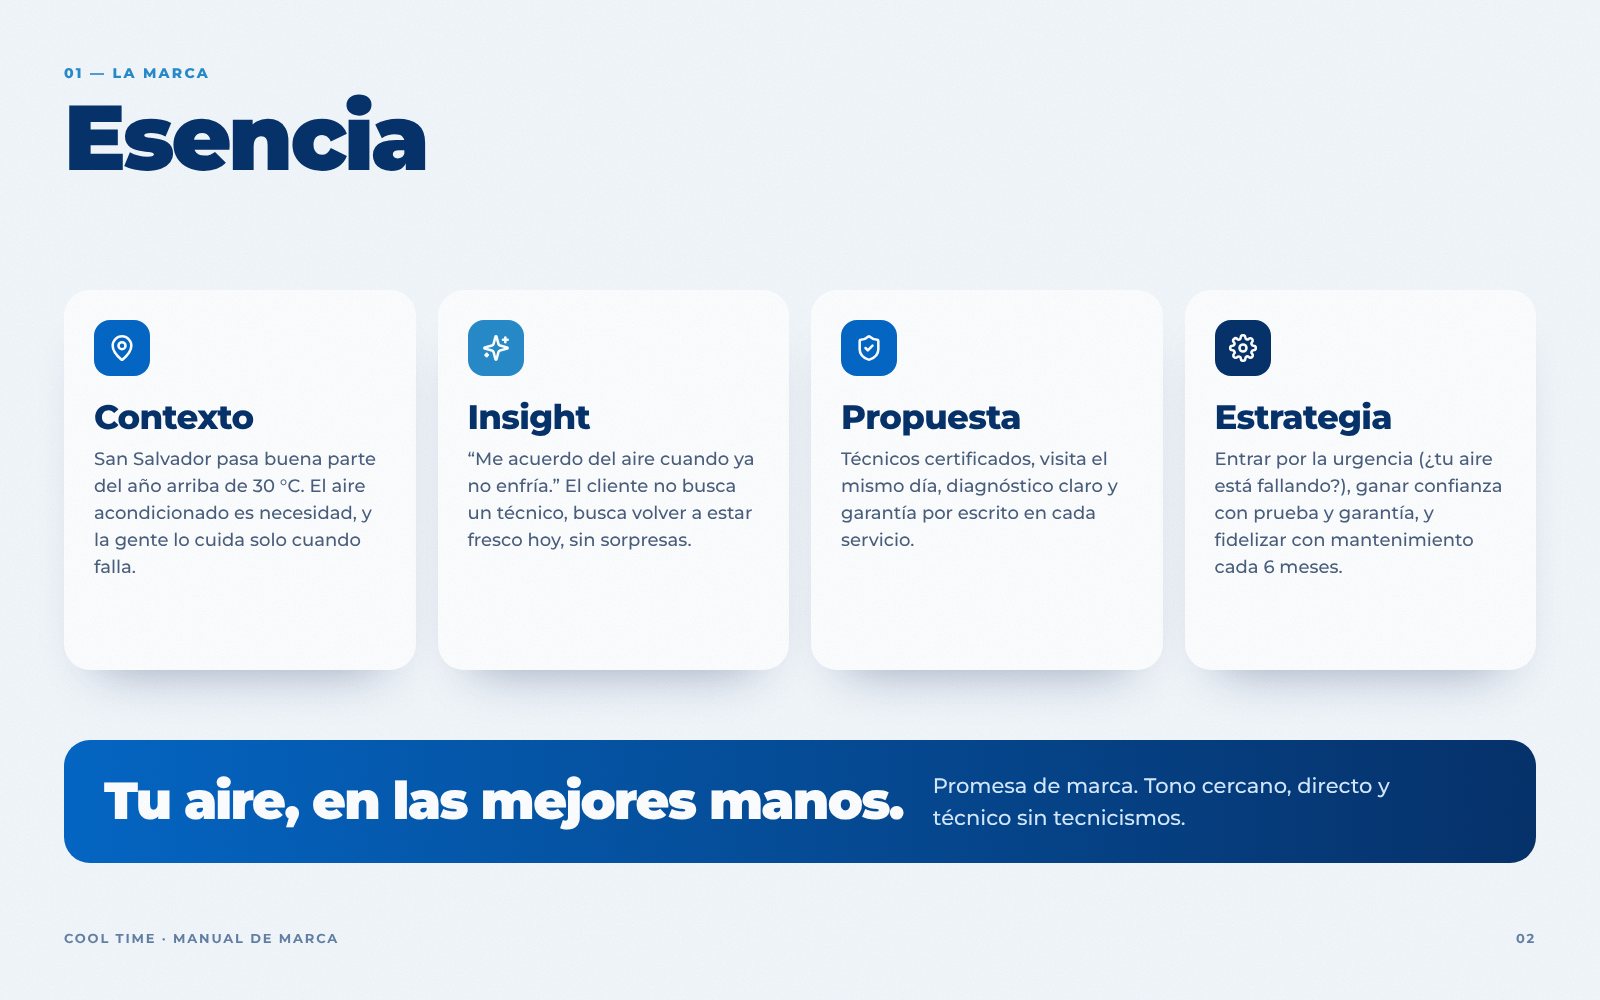 01 — LA MARCA
Esencia
Contexto
San Salvador pasa buena parte
del año arriba de 30 °C. El aire
acondicionado es necesidad, y
la gente lo cuida solo cuando
falla.
Insight
“Me acuerdo del aire cuando ya
no enfría.” El cliente no busca
un técnico, busca volver a estar
fresco hoy, sin sorpresas.
Propuesta
Técnicos certificados, visita el
mismo día, diagnóstico claro y
garantía por escrito en cada
servicio.
Estrategia
Entrar por la urgencia (¿tu aire
está fallando?), ganar confianza
con prueba y garantía, y
fidelizar con mantenimiento
cada 6 meses.
Tu aire, en las mejores manos.
Promesa de marca. Tono cercano, directo y
técnico sin tecnicismos.
COOL TIME · MANUAL DE MARCA
02